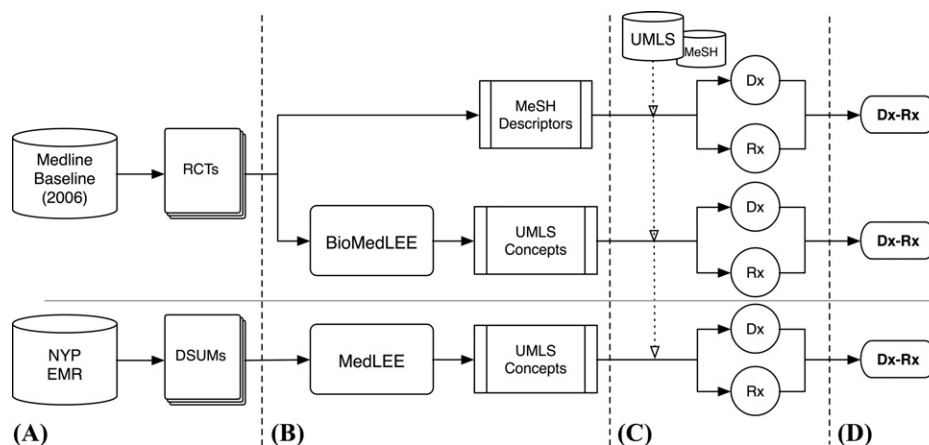 UMLS
MeSH
Dx
MeSH
Descriptors
Dx-Rx
Rx
Medline
Baseline
(2006)
RCTs
Dx
BioMedLEE
UMLS
Concepts
Dx-Rx
Rx
Dx
NYP
EMR
DSUMs
MedLEE
UMLS
Concepts
Dx-Rx
Rx
(A)
(B)
(C)
(D)